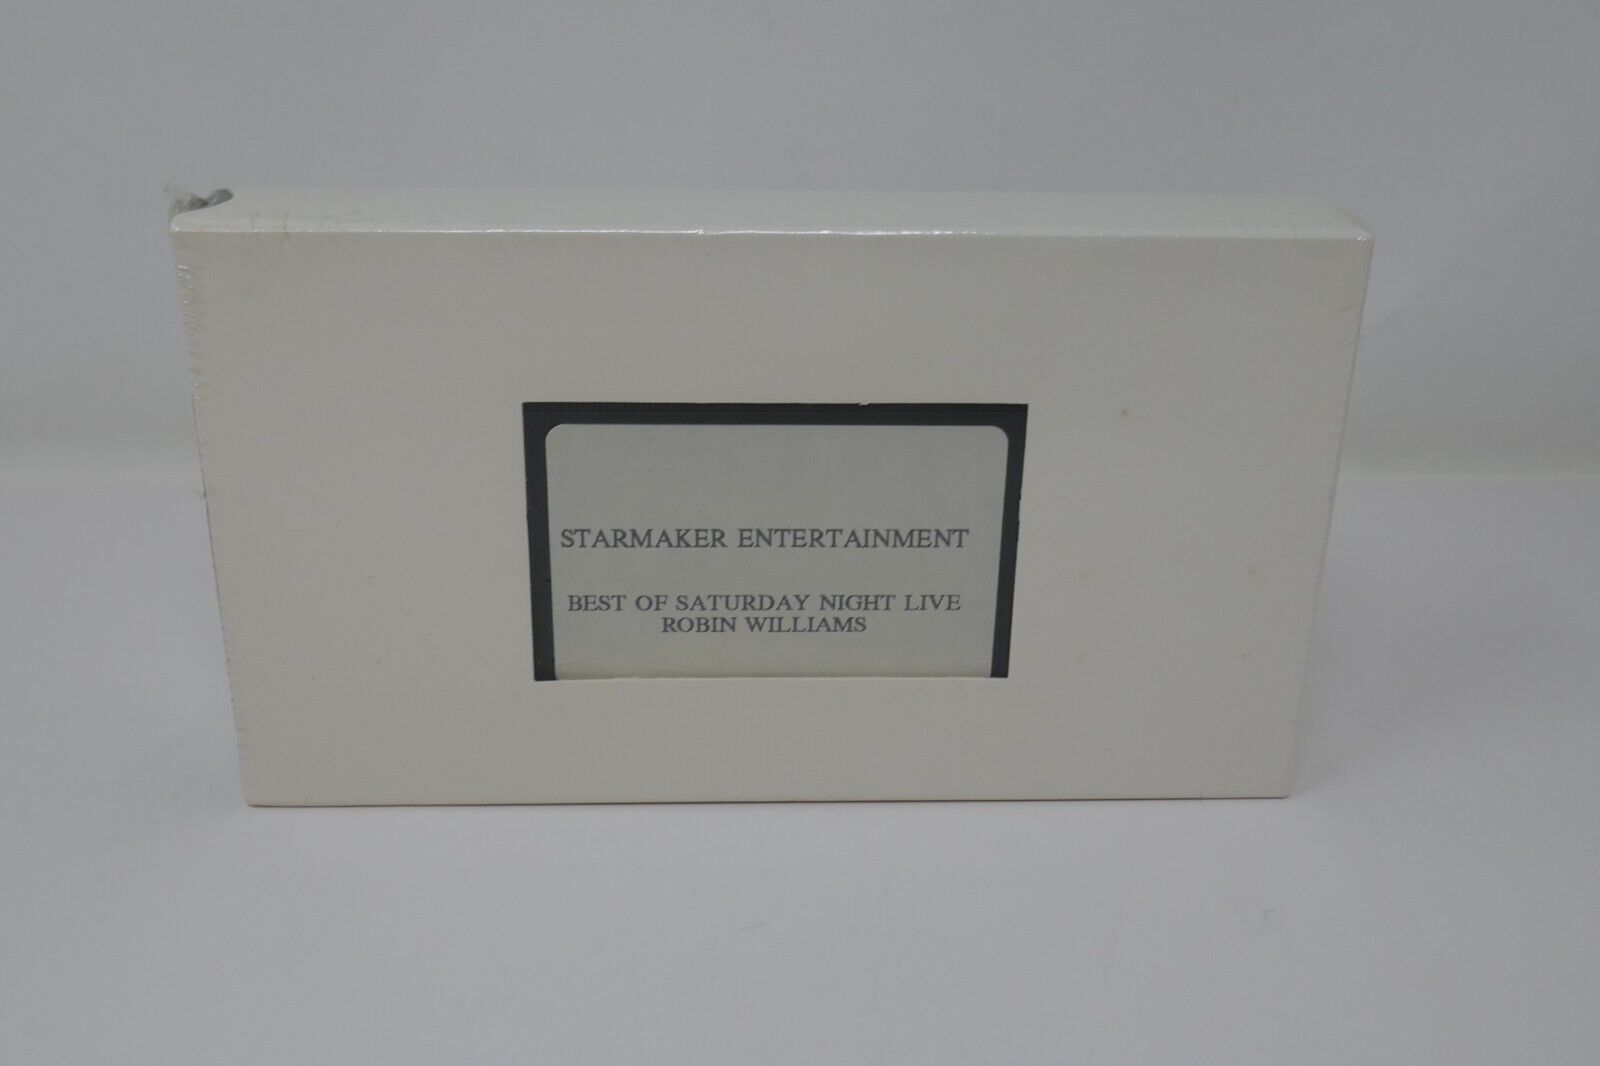 STARMAKER ENTERTAINMENT
BEST OF SATURDAY NIGHT LIVE
ROBIN WILLIAMS